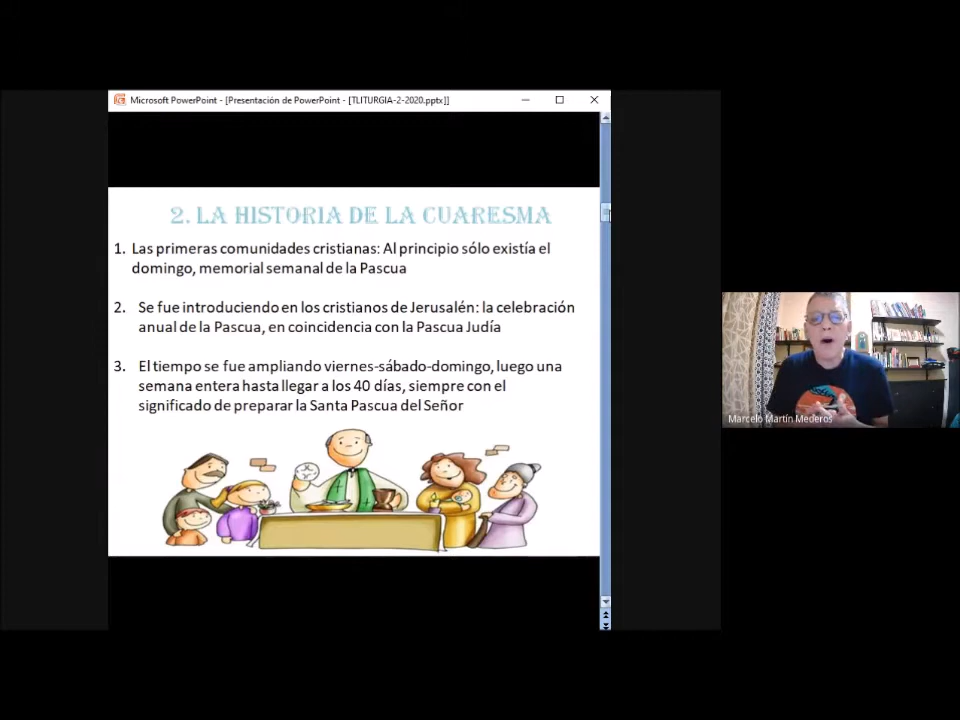 Microsoft PowerPoint - [Presentación de PowerPoint - [TLITURGIA-2-2020.pptx]]
2. LA HISTORIA DE LA CUARESMA
1. Las primeras comunidades cristianas: Al principio sólo existía el
domingo, memorial semanal de la Pascua
2. Se fue introduciendo en los cristianos de Jerusalén: la celebración
anual de la Pascua, en coincidencia con la Pascua Judía
3. El tiempo se fue ampliando viernes-sábado-domingo, luego una
semana entera hasta llegar a los 40 días, siempre con el
significado de preparar la Santa Pascua del Señor
Marcelo Martín Mederos